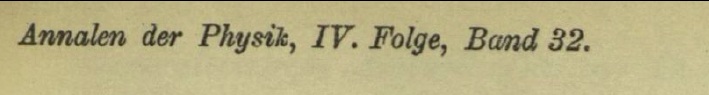 Annalen der Physik, IV. Folge, Band 32.